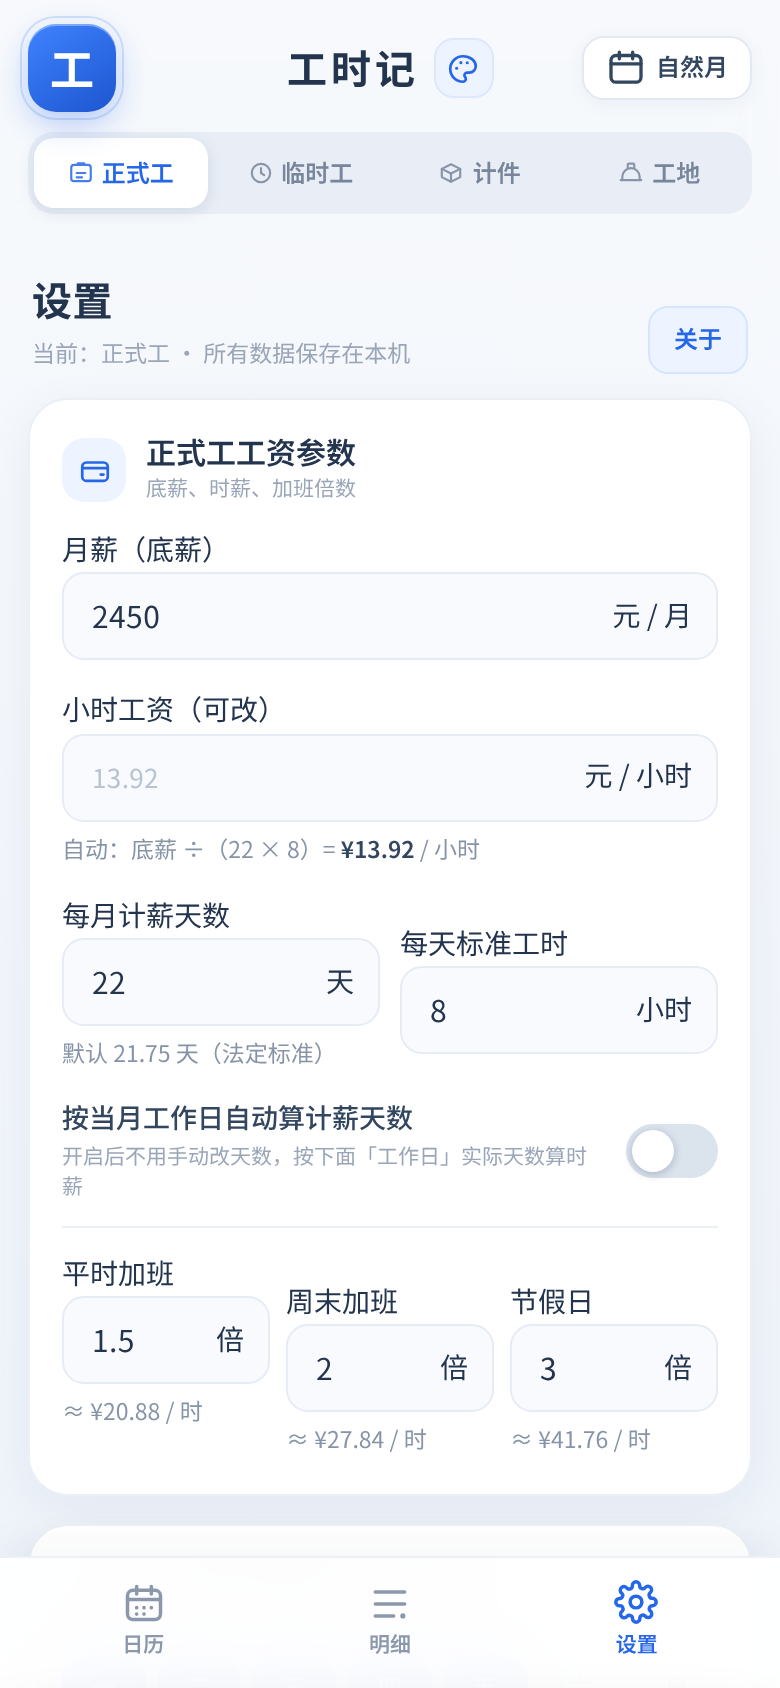 工
工时记
自然月
正式工
临时工
计件
工地
设置
当前：正式工 · 所有数据保存在本机
关于
正式工工资参数
底薪、时薪、加班倍数
月薪（底薪）
2450
元 / 月
小时工资（可改）
13.92
元 / 小时
自动：底薪 ÷（22 × 8）= ¥13.92 / 小时
每月计薪天数
每天标准工时
22
天
8
小时
默认 21.75 天（法定标准）
按当月工作日自动算计薪天数
开启后不用手动改天数，按下面「工作日」实际天数算时
薪
平时加班
周末加班
节假日
1.5
倍
2
倍
3
倍
≈ ¥20.88 / 时
≈ ¥27.84 / 时
≈ ¥41.76 / 时
日历
明细
设置